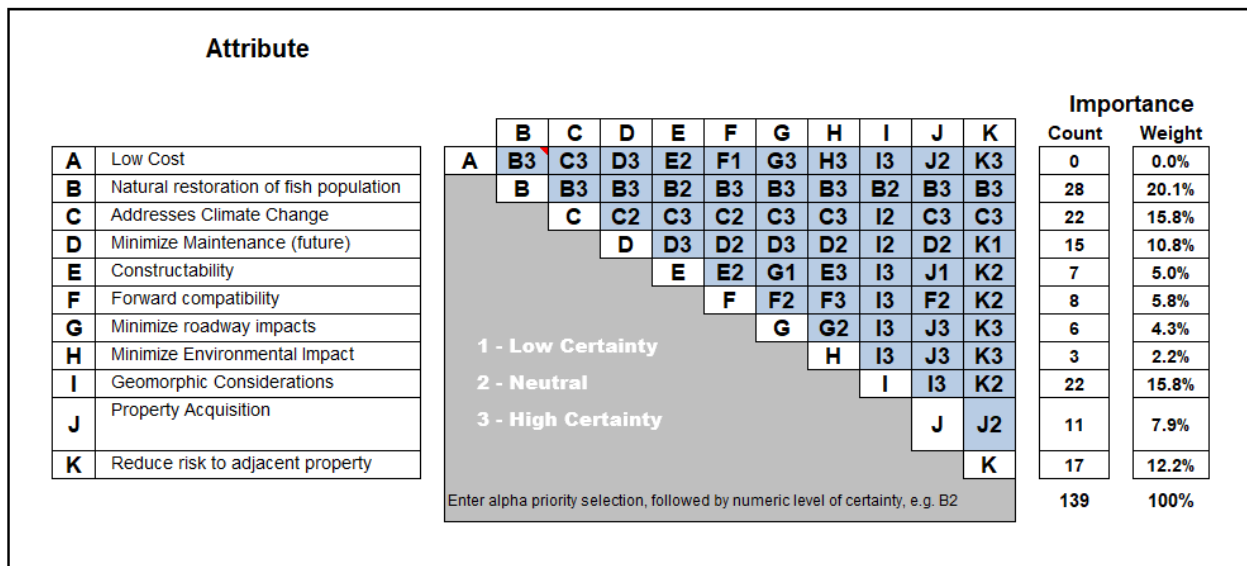 Attribute
Importance
B C D E F G H I J K Count Weight
A Low Cost A B3 C3 D3 E2 F1 G3 H3 I3 J2 K3 0 0.0%
B Natural restoration of fish population B B3 B3 B2 B3 B3 B3 B2 B3 B3 28 20.1%
C Addresses Climate Change C C2 C3 C2 C3 C3 I2 C3 C3 22 15.8%
D Minimize Maintenance (future) D D3 D2 D3 D2 I2 D2 K1 15 10.8%
E Constructability E E2 G1 E3 I3 J1 K2 7 5.0%
F Forward compatibility F F2 F3 I3 F2 K2 8 5.8%
G Minimize roadway impacts G G2 I3 J3 K3 6 4.3%
1 - Low Certainty
H Minimize Environmental Impact H I3 J3 K3 3 2.2%
I Geomorphic Considerations 2 - Neutral I I3 K2 22 15.8%
J Property Acquisition 3 - High Certainty J J2 11 7.9%
K Reduce risk to adjacent property K 17 12.2%
Enter alpha priority selection, followed by numeric level of certainty, e.g. B2 139 100%